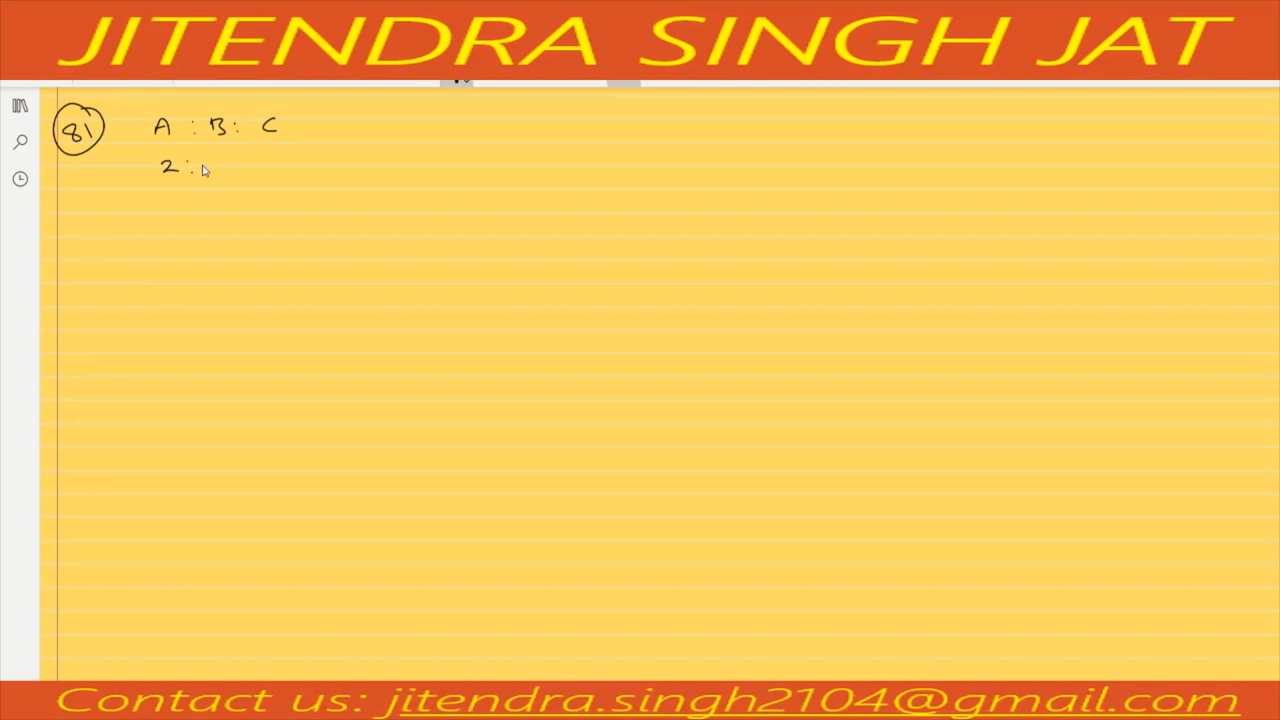 JITENDRA SINGH JAT
81 A : B : C
2 :
Contact us: jitendra.singh2104@gmail.com